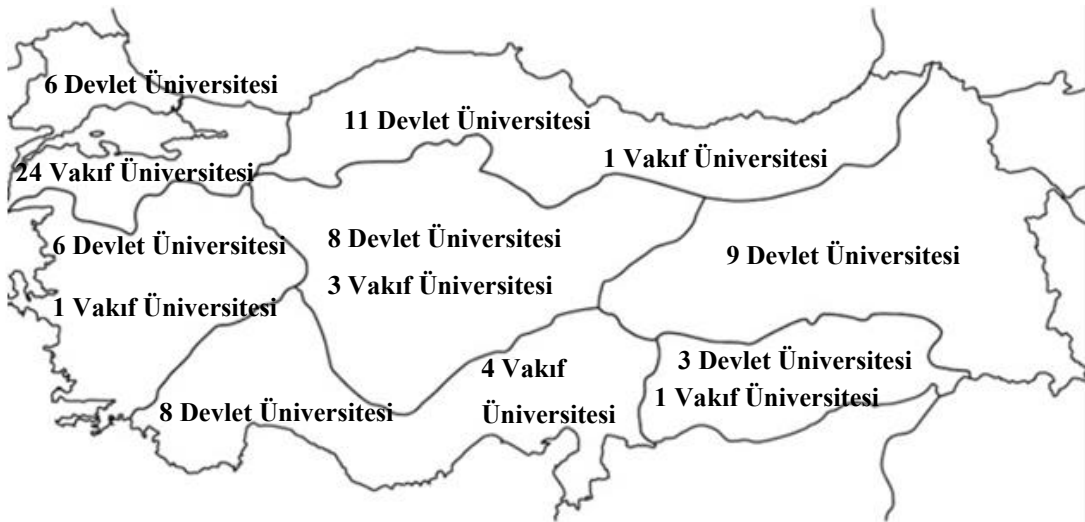 6 Devlet Üniversitesi
24 Vakıf Üniversitesi
11 Devlet Üniversitesi
1 Vakıf Üniversitesi
6 Devlet Üniversitesi
1 Vakıf Üniversitesi
8 Devlet Üniversitesi
3 Vakıf Üniversitesi
9 Devlet Üniversitesi
8 Devlet Üniversitesi
4 Vakıf
Üniversitesi
3 Devlet Üniversitesi
1 Vakıf Üniversitesi